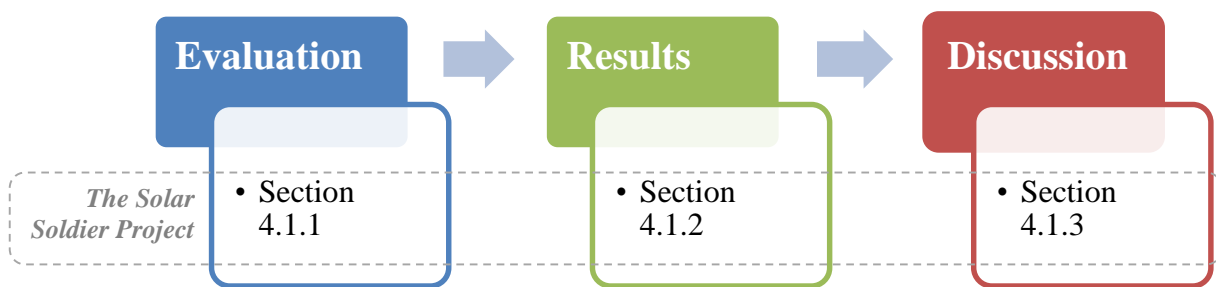 Evaluation
Results
Discussion
The Solar
Soldier Project
• Section
4.1.1
• Section
4.1.2
• Section
4.1.3